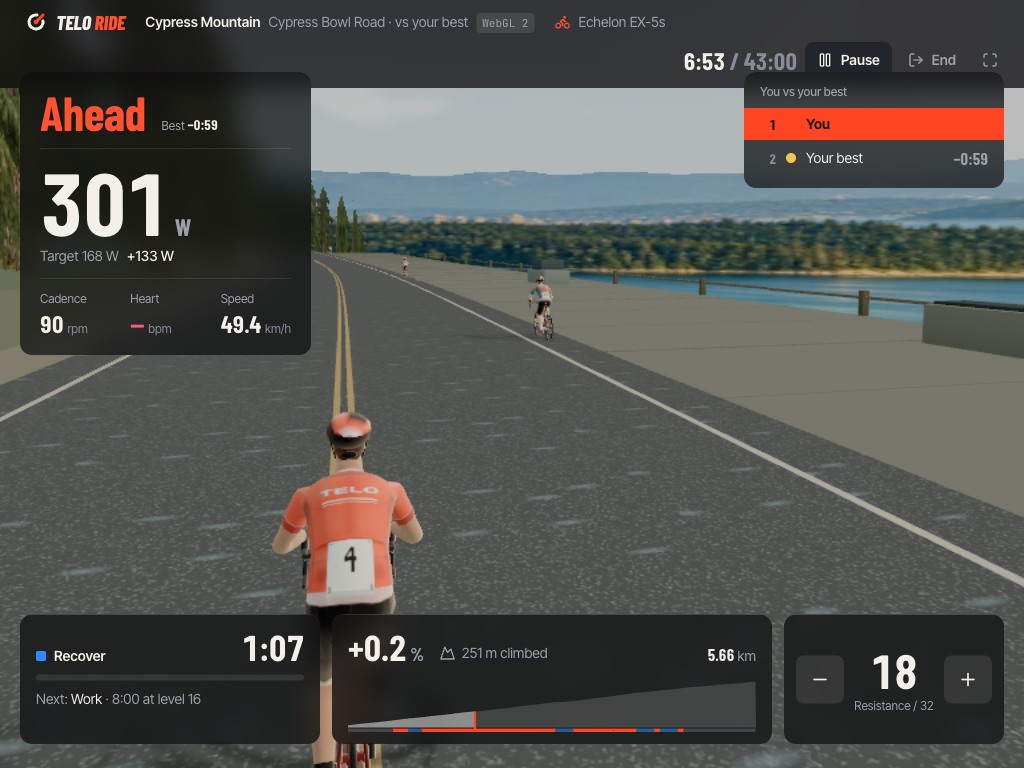 TELO RIDE Cypress Mountain Cypress Bowl Road · vs your best WebGL 2 Echelon EX-5s
6:53 / 43:00 Pause End
Ahead Best −0:59
301 W
Target 168 W +133 W
Cadence Heart Speed
90 rpm — bpm 49.4 km/h
You vs your best
1 You
2 Your best −0:59
TELO
4
Recover 1:07
Next: Work · 8:00 at level 16
+0.2 % 251 m climbed 5.66 km
− 18 +
Resistance / 32